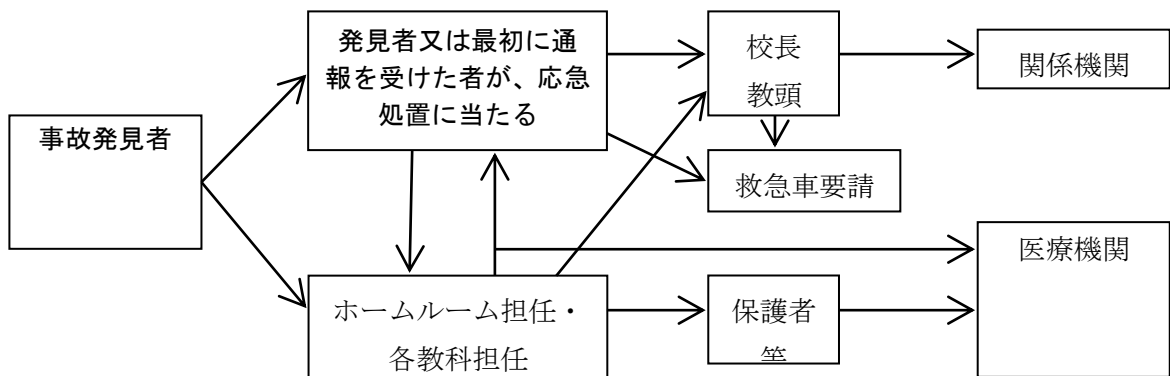 事故発見者
発見者又は最初に通
報を受けた者が、応急
処置に当たる
校長
教頭
関係機関
救急車要請
ホームルーム担任・
各教科担任
保護者
等
医療機関